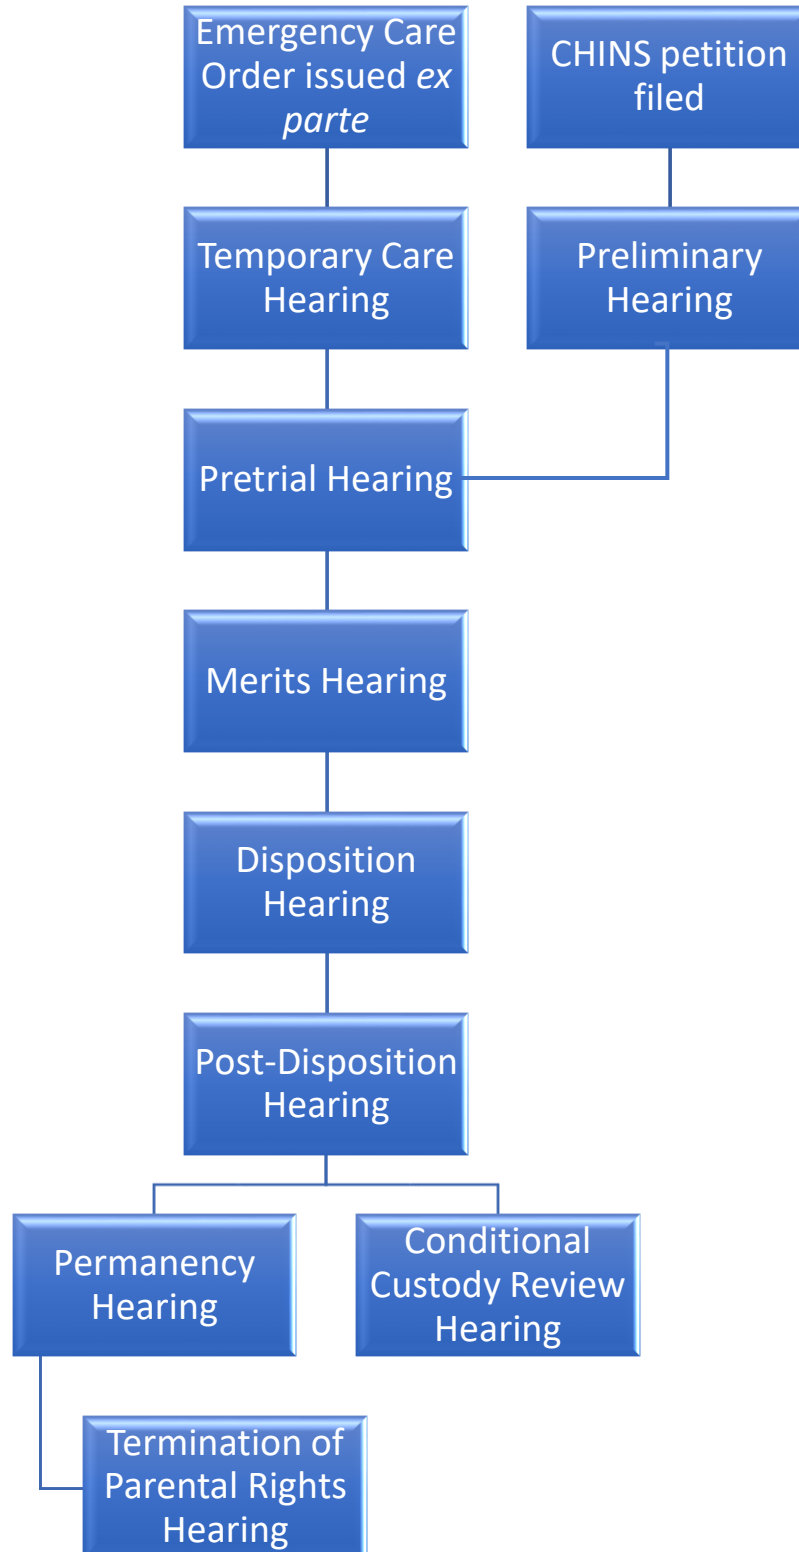 Emergency Care
Order issued ex
parte
CHINS petition
filed
Temporary Care
Hearing
Preliminary
Hearing
Pretrial Hearing
Merits Hearing
Disposition
Hearing
Post-Disposition
Hearing
Permanency
Hearing
Conditional
Custody Review
Hearing
Termination of
Parental Rights
Hearing